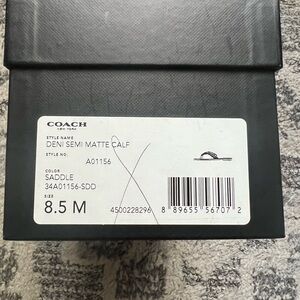 COACH
NEW YORK
STYLE NAME
DENI SEMI MATTE CALF
STYLE NO.
A01156
COLOR
SADDLE
34A01156-SDD
SIZE
8.5 M
4500228296
8 89655 56707 2